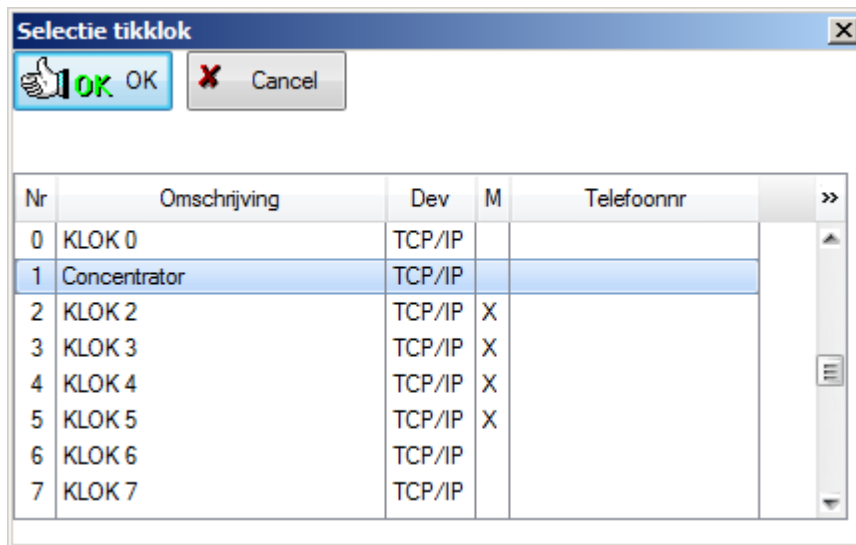 Selectie tikklok
OK OK Cancel
Nr Omschrijving Dev M Telefoonnr »
0 KLOK 0 TCP/IP
1 Concentrator TCP/IP
2 KLOK 2 TCP/IP X
3 KLOK 3 TCP/IP X
4 KLOK 4 TCP/IP X
5 KLOK 5 TCP/IP X
6 KLOK 6 TCP/IP
7 KLOK 7 TCP/IP